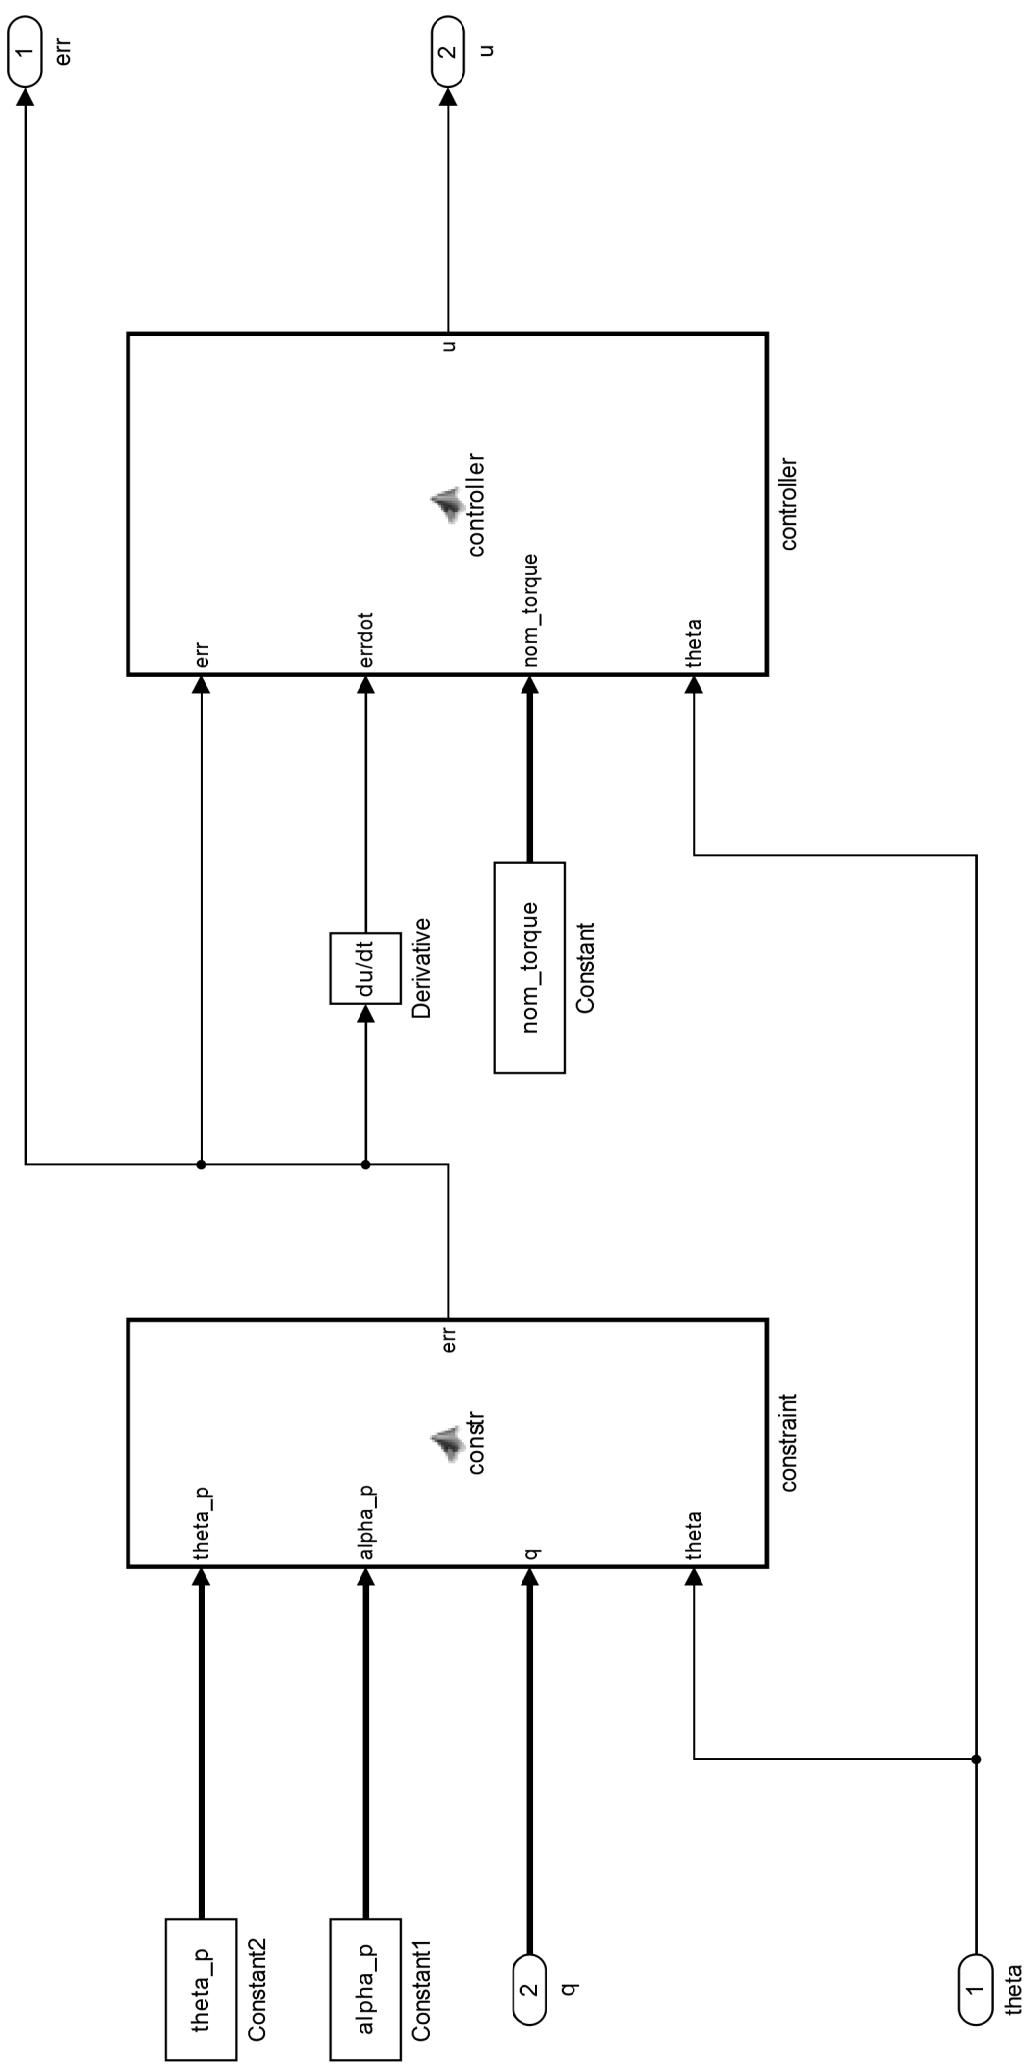 theta_p
Constant2
alpha_p
Constant1
2
q
1
theta
theta_p
alpha_p
q
theta
constr
err
constraint
du/dt
Derivative
nom_torque
Constant
err
errdot
nom_torque
theta
controller
u
controller
1
err
2
u